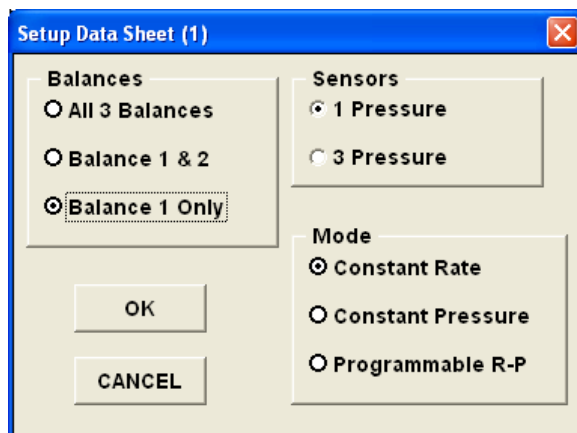 Setup Data Sheet (1)
Balances
All 3 Balances
Balance 1 & 2
Balance 1 Only
Sensors
1 Pressure
3 Pressure
Mode
Constant Rate
Constant Pressure
Programmable R-P
OK
CANCEL